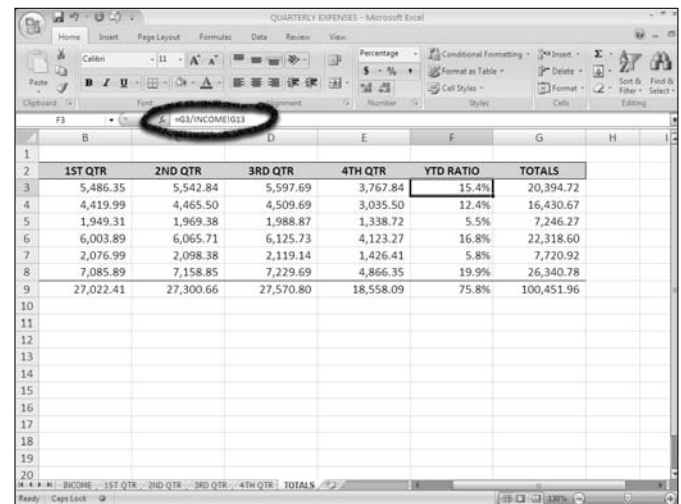 QUARTERLY EXPENSES - Microsoft Excel
Home Insert Page Layout Formulas Data Review View
Paste
Calibri 11 A A
B I U
Percentage
$ % ,
Conditional Formatting
Format as Table
Cell Styles
Insert
Delete
Format
Σ
Sort & Filter
Find & Select
Clipboard Font Alignment Number Styles Cells Editing
F3 fx =G3/INCOME!G13
B D E F G H I
1
2 1ST QTR 2ND QTR 3RD QTR 4TH QTR YTD RATIO TOTALS
3 5,486.35 5,542.84 5,597.69 3,767.84 15.4% 20,394.72
4 4,419.99 4,465.50 4,509.69 3,035.50 12.4% 16,430.67
5 1,949.31 1,969.38 1,988.87 1,338.72 5.5% 7,246.27
6 6,003.89 6,065.71 6,125.73 4,123.27 16.8% 22,318.60
7 2,076.99 2,098.38 2,119.14 1,426.41 5.8% 7,720.92
8 7,085.89 7,158.85 7,229.69 4,866.35 19.9% 26,340.78
9 27,022.41 27,300.66 27,570.80 18,558.09 75.8% 100,451.96
10
11
12
13
14
15
16
17
18
19
20
INCOME 1ST QTR 2ND QTR 3RD QTR 4TH QTR TOTALS
Ready Caps Lock 130%